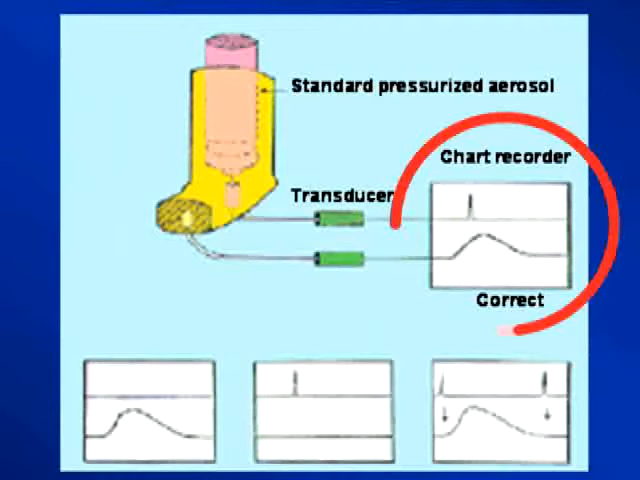 Standard pressurized aerosol
Chart recorder
Transducer
Correct